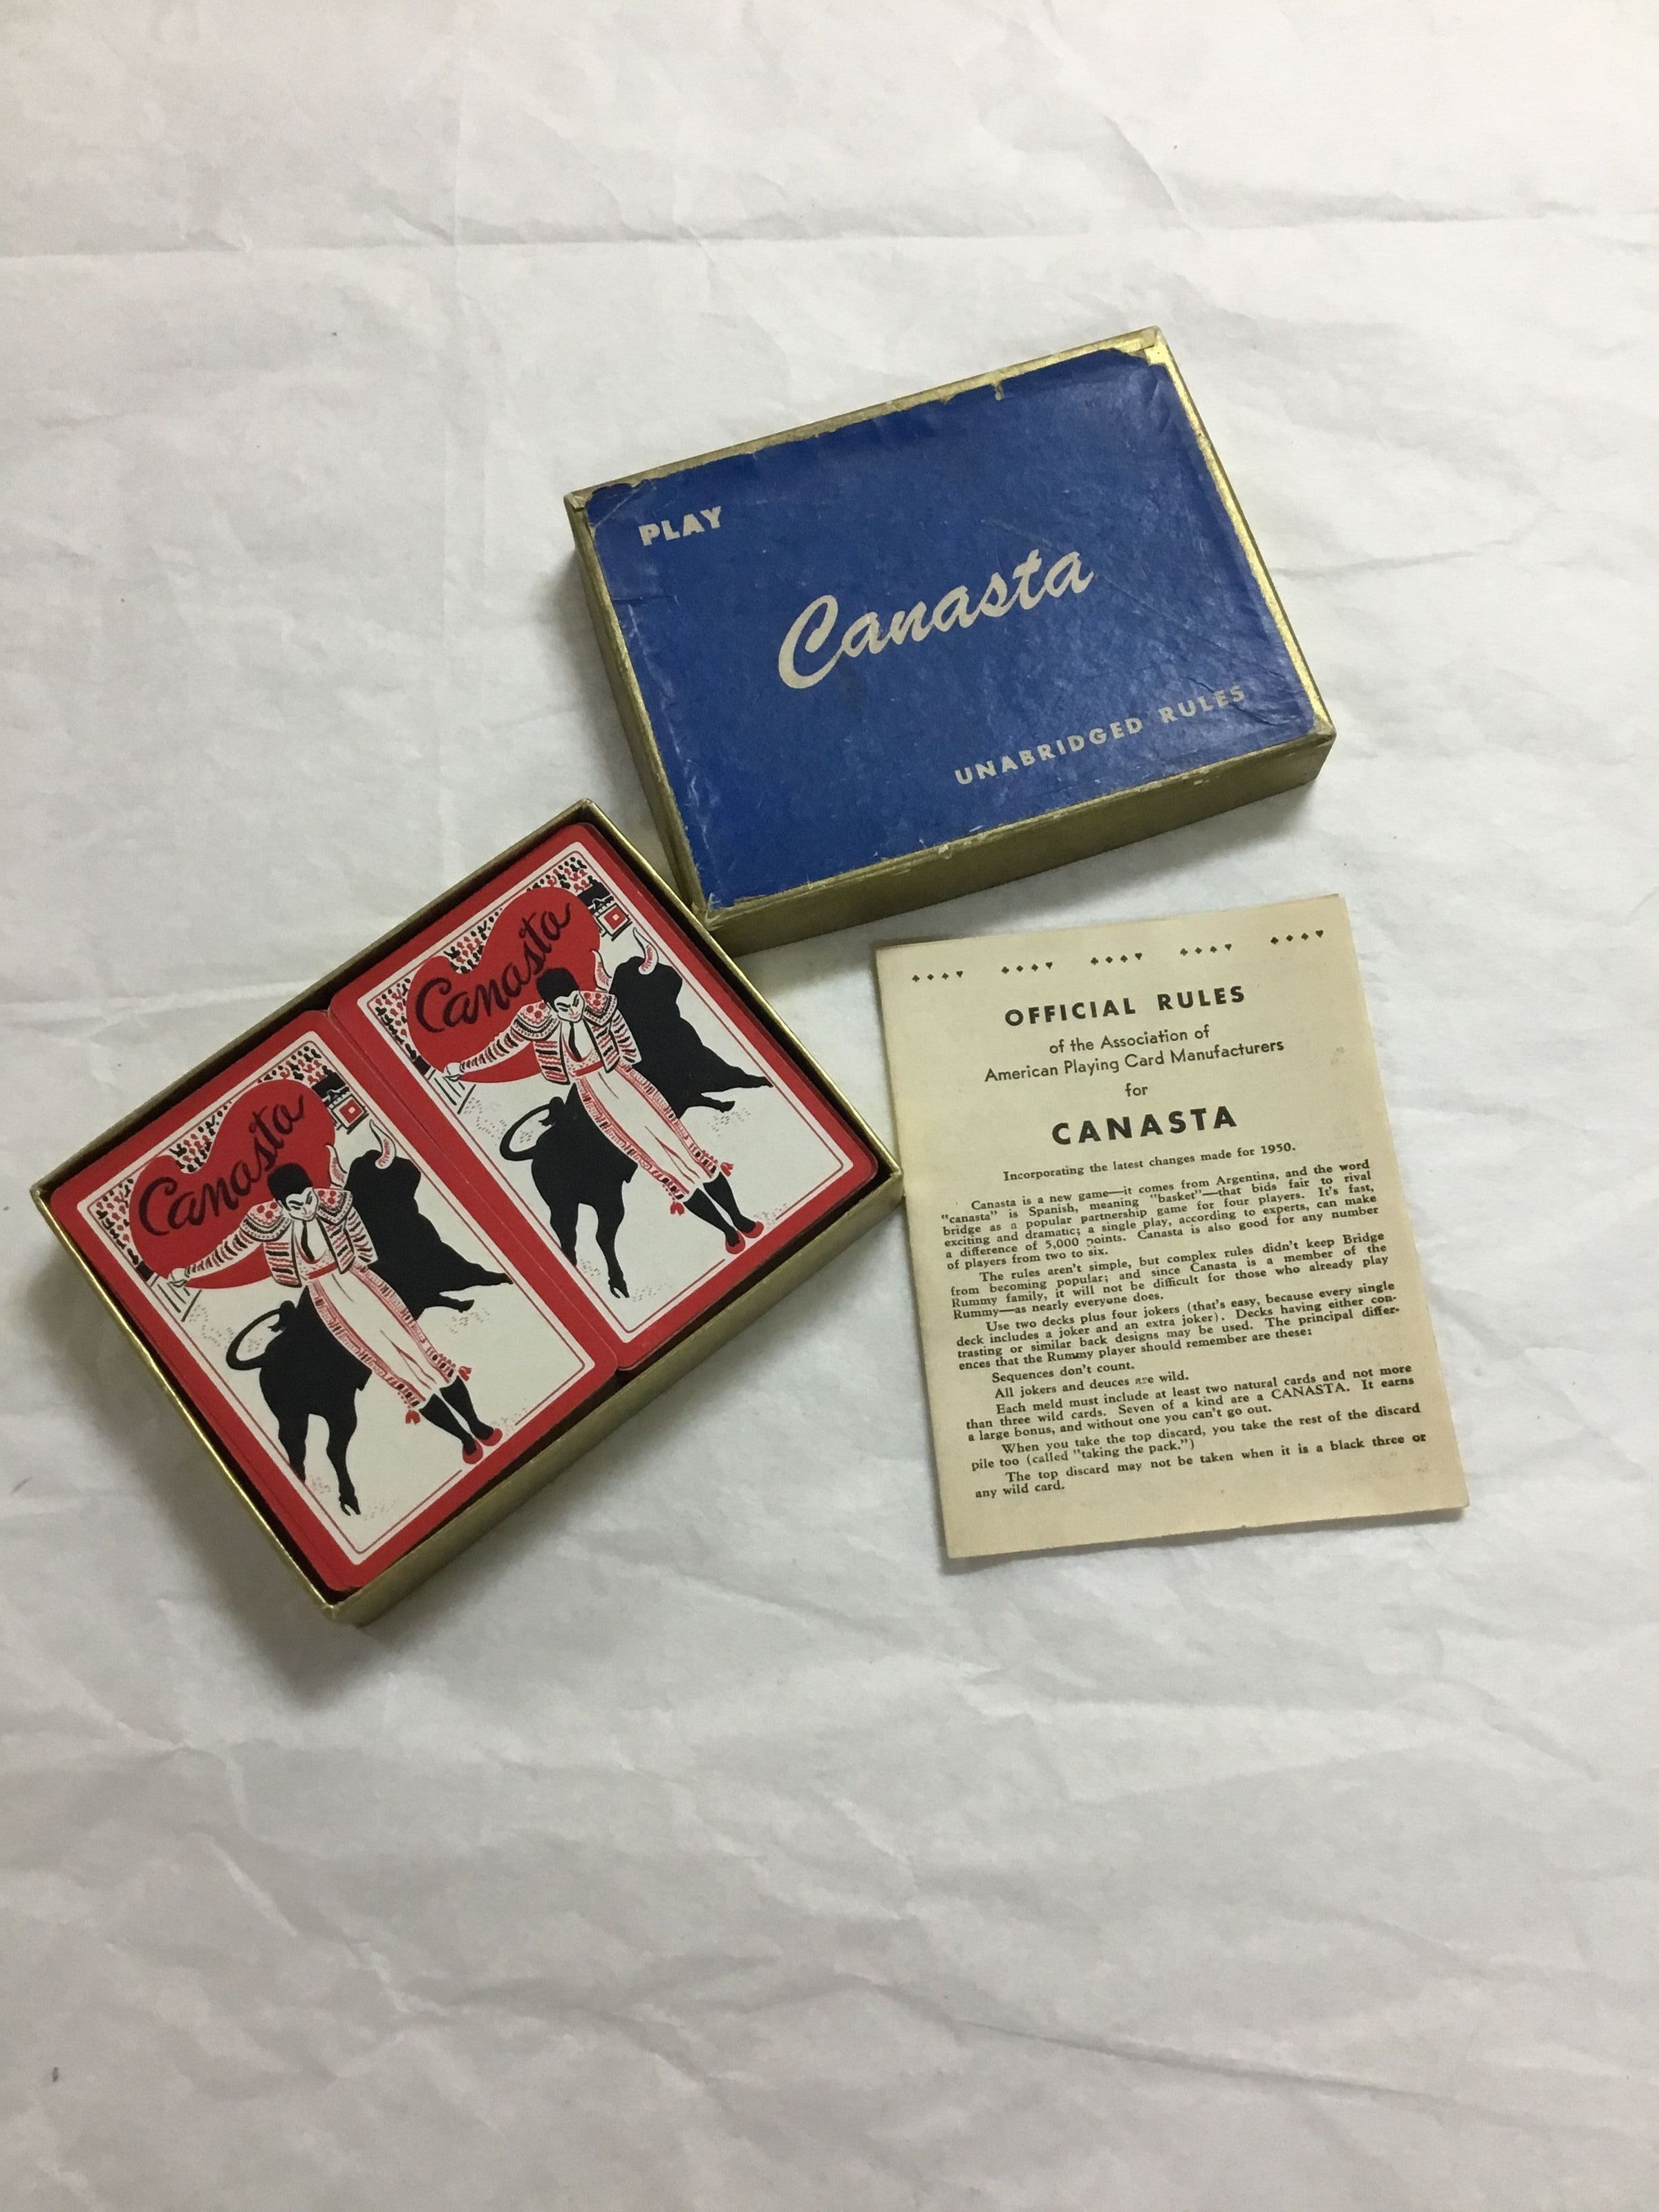 PLAY
Canasta
UNABRIDGED RULES
Canasta
Canasta
OFFICIAL RULES
of the Association of
American Playing Card Manufacturers
for
CANASTA
Incorporating the latest changes made for 1950.
Canasta is a new game—it comes from Argentina, and the word
"canasta" is Spanish, meaning "basket"—that bids fair to rival
bridge as a popular partnership game for four players. It's fast,
exciting and dramatic; a single play, according to experts, can make
a difference of 5,000 points. Canasta is also good for any number
of players from two to six.
The rules aren't simple, but complex rules didn't keep Bridge
from becoming popular; and since Canasta is a member of the
Rummy family, it will not be difficult for those who already play
Rummy—as nearly everyone does.
Use two decks plus four jokers (that's easy, because every single
deck includes a joker and an extra joker). Decks having either con-
trasting or similar back designs may be used. The principal differ-
ences that the Rummy player should remember are these:
Sequences don't count.
All jokers and deuces are wild.
Each meld must include at least two natural cards and not more
than three wild cards. Seven of a kind are a CANASTA. It earns
a large bonus, and without one you can't go out.
When you take the top discard, you take the rest of the discard
pile too (called "taking the pack.")
The top discard may not be taken when it is a black three or
any wild card.